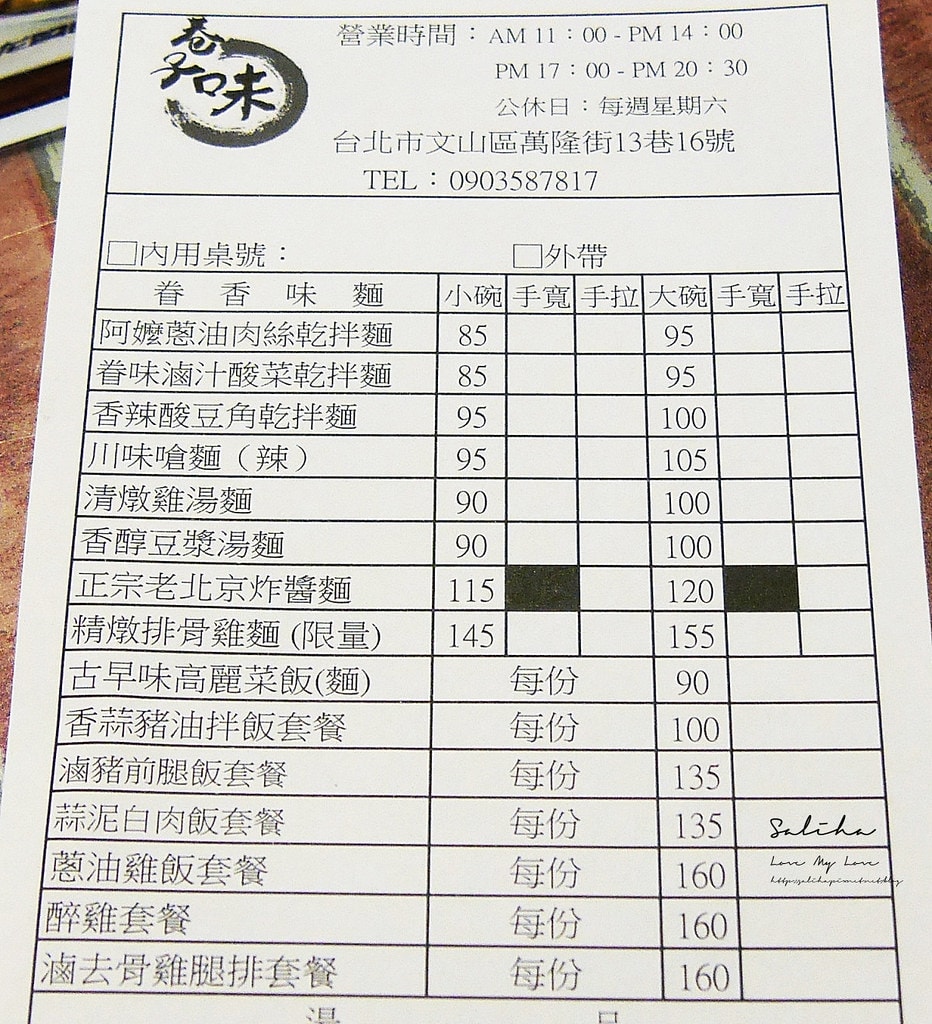 巷子口味
營業時間：AM 11：00 - PM 14：00
PM 17：00 - PM 20：30
公休日：每週星期六
台北市文山區萬隆街13巷16號
TEL：0903587817
□內用桌號： □外帶
眷 香 味 麵 小碗 手寬 手拉 大碗 手寬 手拉
阿嬤蔥油肉絲乾拌麵 85 95
眷味滷汁酸菜乾拌麵 85 95
香辣酸豆角乾拌麵 95 100
川味嗆麵（辣） 95 105
清燉雞湯麵 90 100
香醇豆漿湯麵 90 100
正宗老北京炸醬麵 115 120
精燉排骨雞麵 (限量) 145 155
古早味高麗菜飯(麵) 每份 90
香蒜豬油拌飯套餐 每份 100
滷豬前腿飯套餐 每份 135
蒜泥白肉飯套餐 每份 135
蔥油雞飯套餐 每份 160
醉雞套餐 每份 160
滷去骨雞腿排套餐 每份 160
湯 品
Saliha
Love My Love